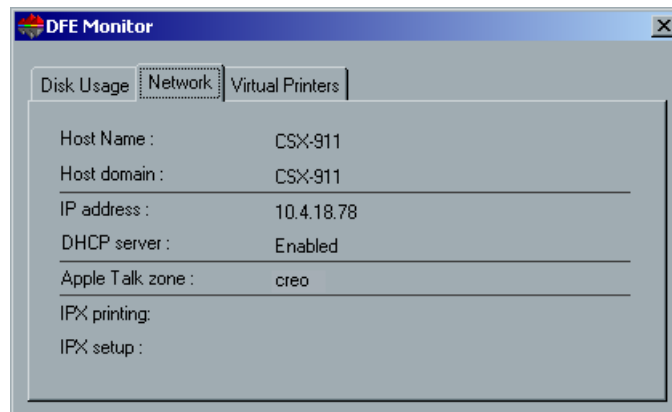 DFE Monitor
Disk Usage Network Virtual Printers
Host Name : CSX-911
Host domain : CSX-911
IP address : 10.4.18.78
DHCP server : Enabled
Apple Talk zone : creo
IPX printing:
IPX setup :